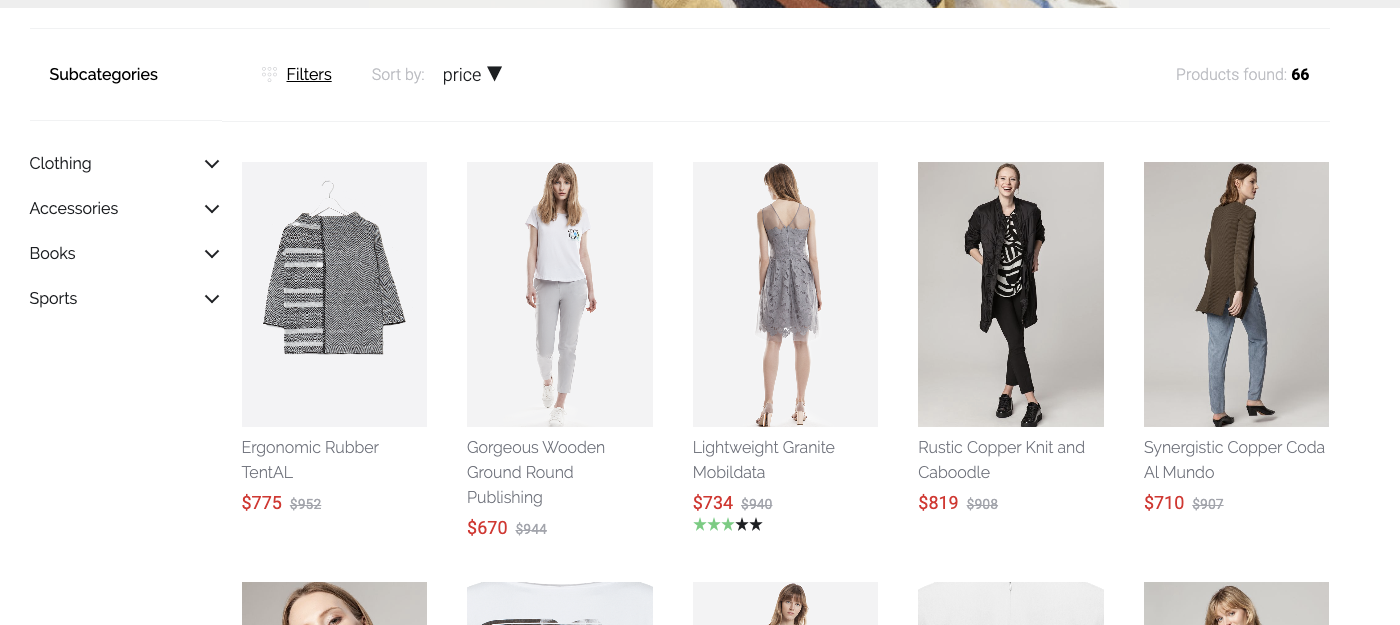 Subcategories
Filters
Sort by: price ▼
Products found: 66
Clothing
Accessories
Books
Sports
Ergonomic Rubber
TentAL
$775 $952
Gorgeous Wooden
Ground Round
Publishing
$670 $944
Lightweight Granite
Mobildata
$734 $940
★★★★★
Rustic Copper Knit and
Caboodle
$819 $908
Synergistic Copper Coda
Al Mundo
$710 $907